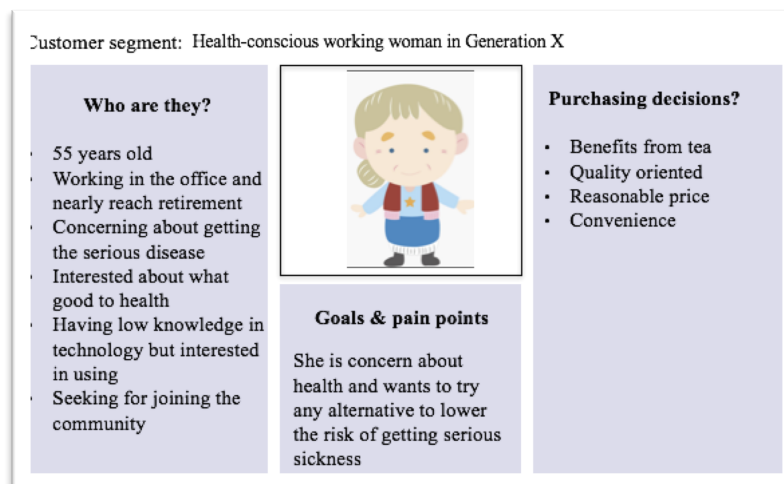 Customer segment: Health-conscious working woman in Generation X
Who are they?
• 55 years old
• Working in the office and
nearly reach retirement
• Concerning about getting
the serious disease
• Interested about what
good to health
• Having low knowledge in
technology but interested
in using
• Seeking for joining the
community
Goals & pain points
She is concern about
health and wants to try
any alternative to lower
the risk of getting serious
sickness
Purchasing decisions?
• Benefits from tea
• Quality oriented
• Reasonable price
• Convenience